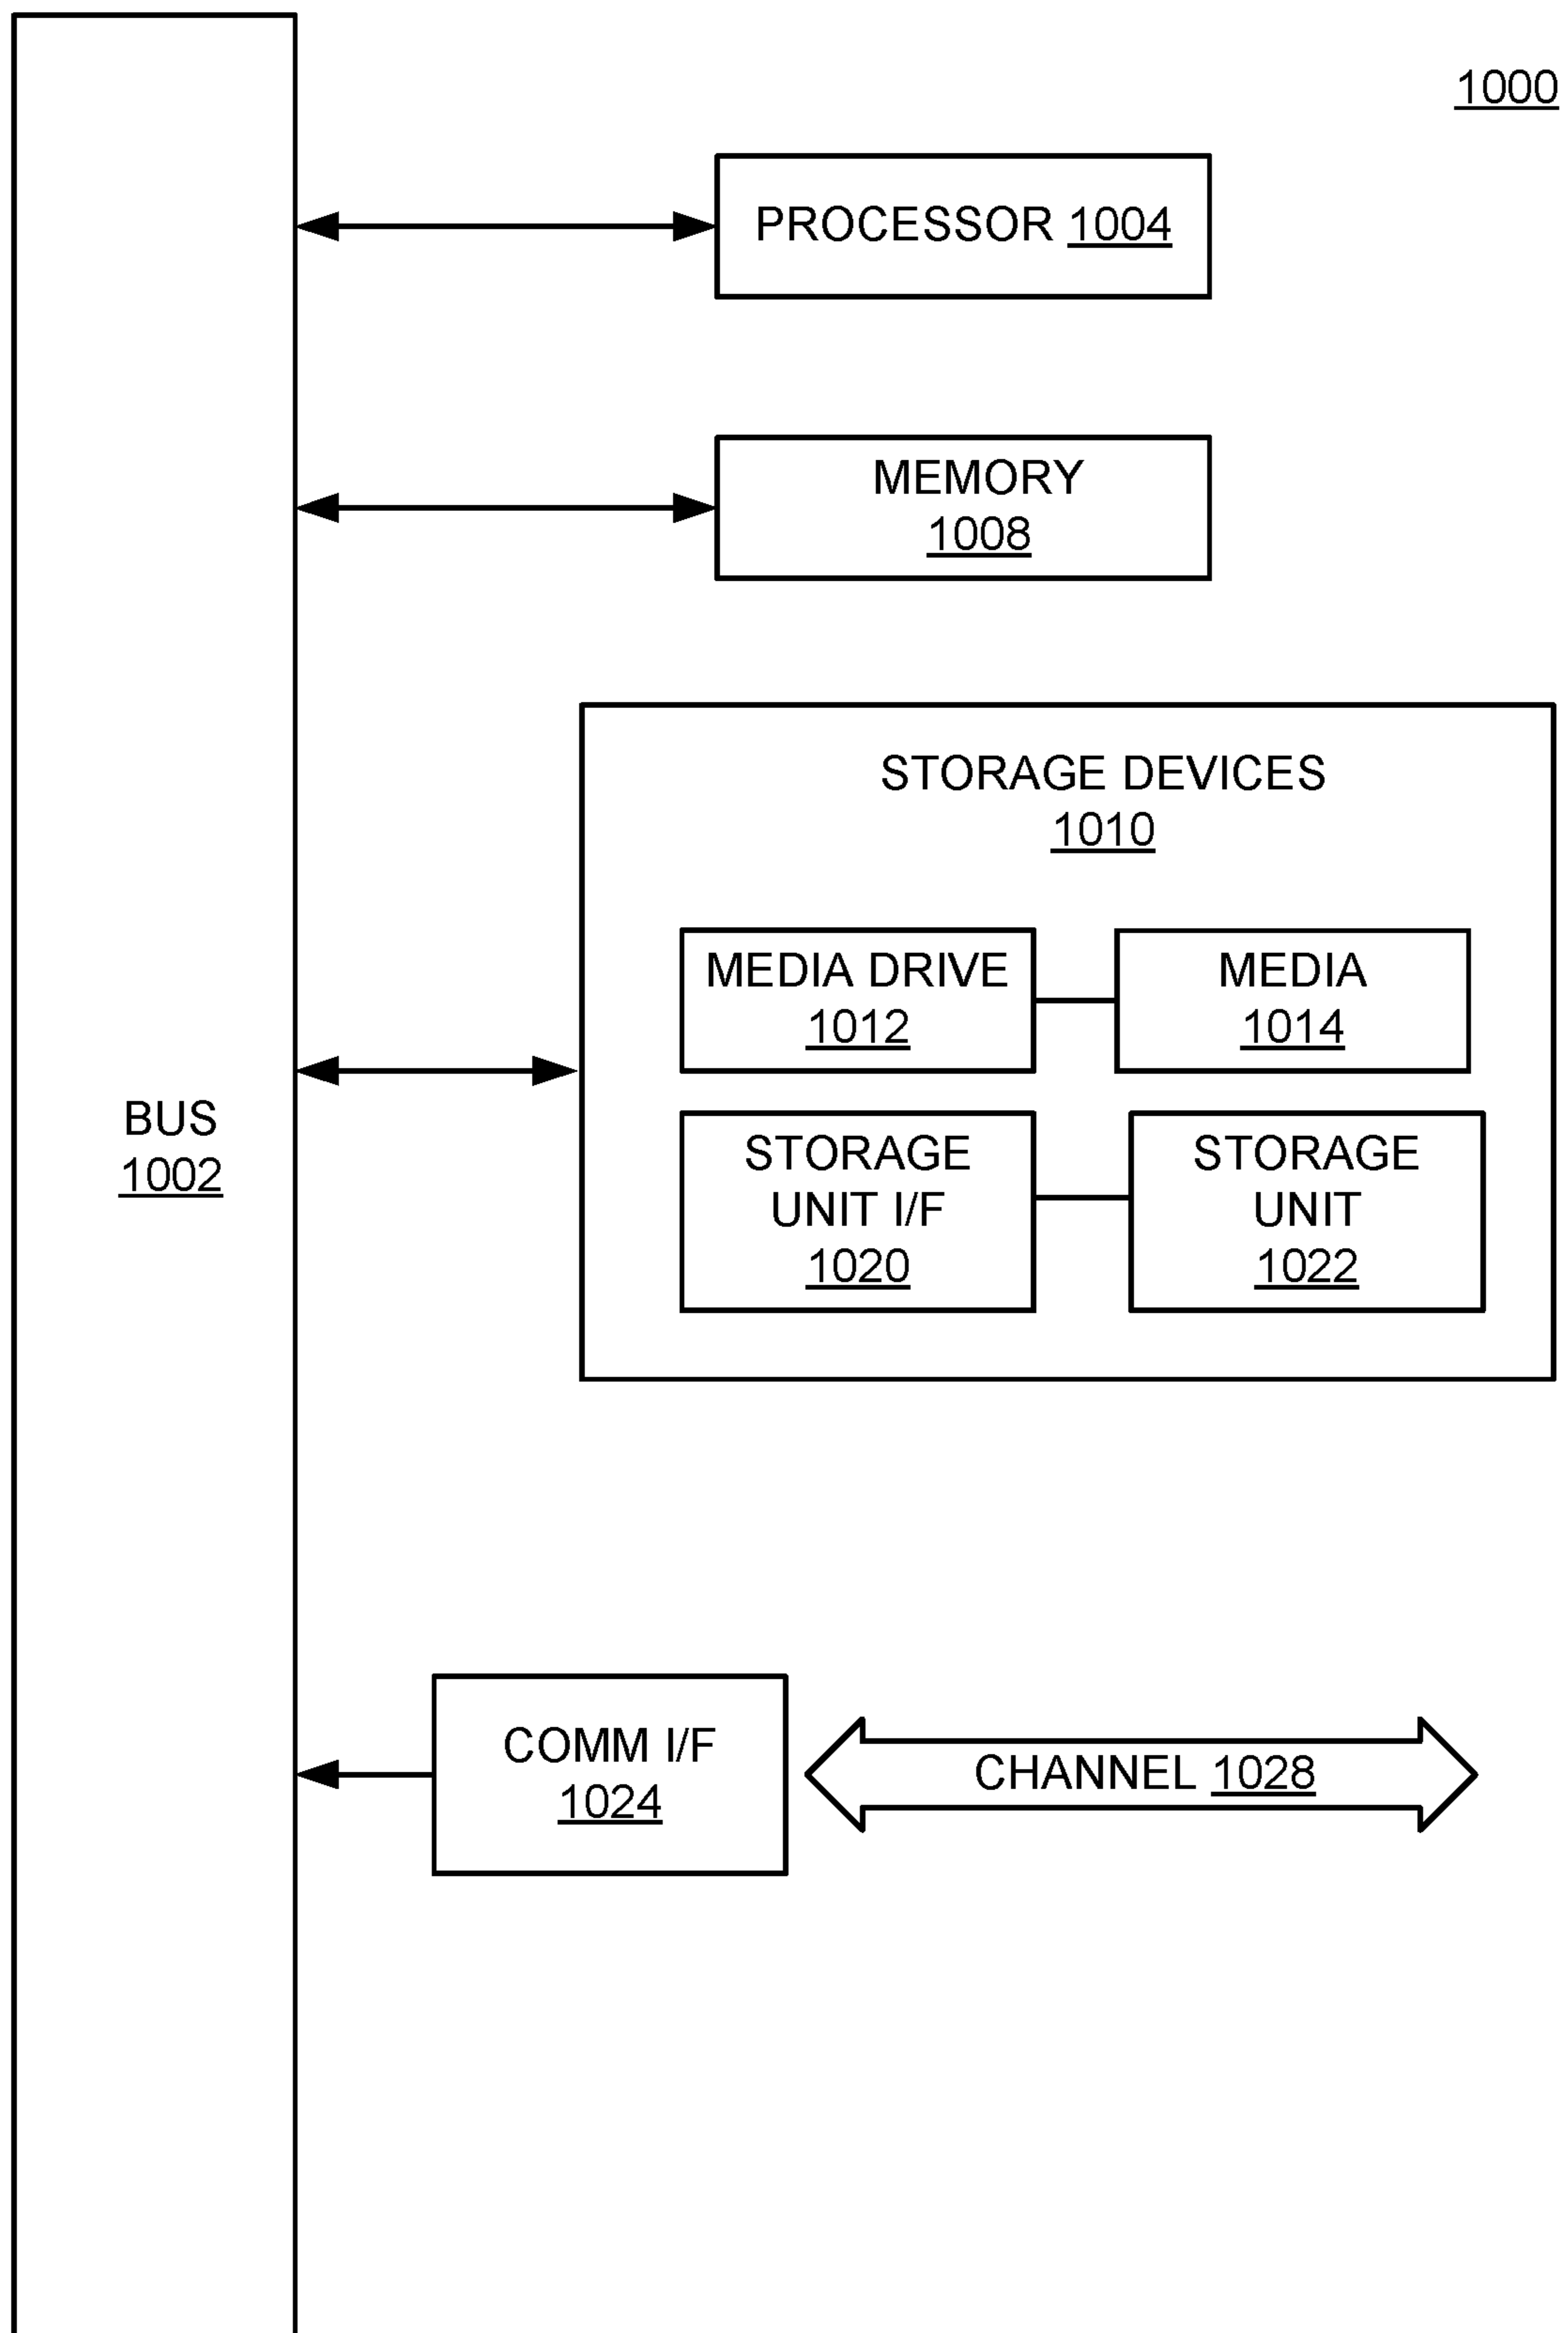 1000
PROCESSOR 1004
MEMORY
1008
STORAGE DEVICES
1010
MEDIA DRIVE
1012
MEDIA
1014
BUS
1002
STORAGE
UNIT I/F
1020
STORAGE
UNIT
1022
COMM I/F
1024
CHANNEL 1028